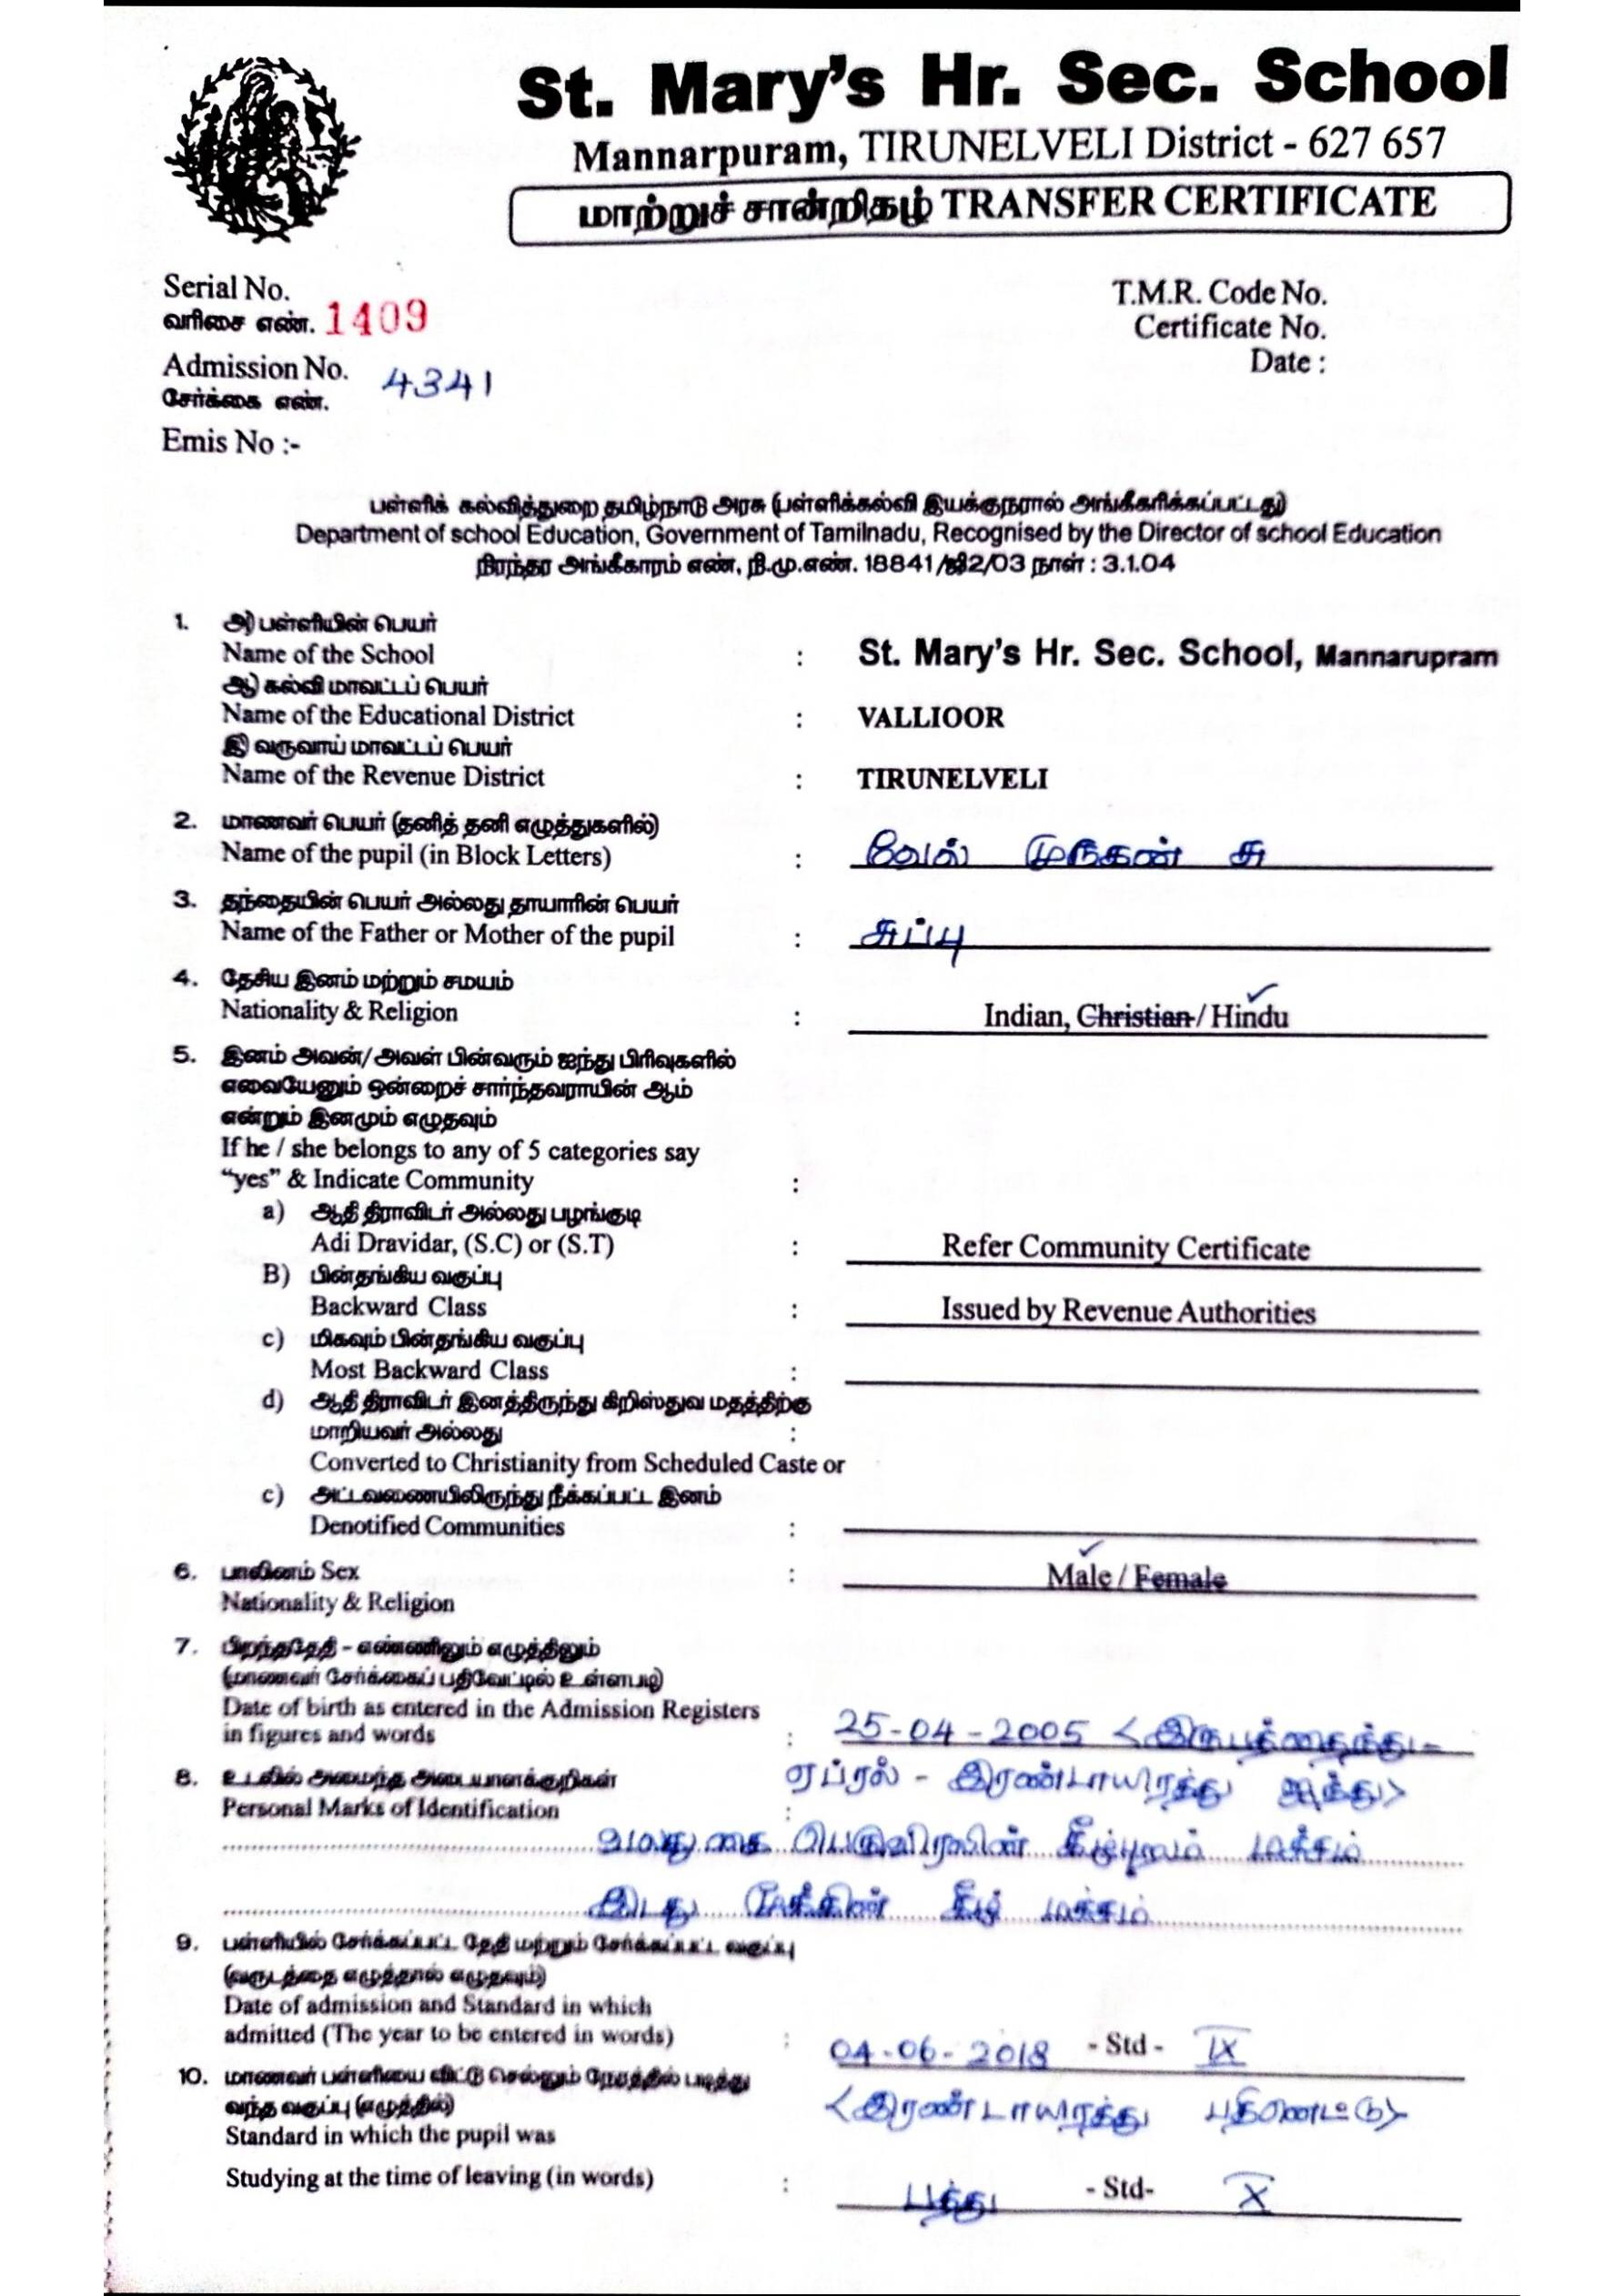 St. Mary's Hr. Sec. School
Mannarpuram, TIRUNELVELI District - 627 657
மாற்றுச் சான்றிதழ் TRANSFER CERTIFICATE
Serial No.
வரிசை எண். 1409
T.M.R. Code No.
Certificate No.
Date :
Admission No. 4341
சேர்க்கை எண்.
Emis No :-
பள்ளிக் கல்வித்துறை தமிழ்நாடு அரசு (பள்ளிக்கல்வி இயக்குநரால் அங்கீகரிக்கப்பட்டது)
Department of school Education, Government of Tamilnadu, Recognised by the Director of school Education
நிரந்தர அங்கீகாரம் எண், நி.மு.எண். 18841/ஜி2/03 நாள் : 3.1.04
1. அ) பள்ளியின் பெயர்
Name of the School : St. Mary's Hr. Sec. School, Mannarupram
ஆ) கல்வி மாவட்டப் பெயர்
Name of the Educational District : VALLIOOR
இ) வருவாய் மாவட்டப் பெயர்
Name of the Revenue District : TIRUNELVELI
2. மாணவர் பெயர் (தனித் தனி எழுத்துகளில்)
Name of the pupil (in Block Letters) : வேல் முருகன் சு
3. தந்தையின் பெயர் அல்லது தாயாரின் பெயர்
Name of the Father or Mother of the pupil : சுப்பு
4. தேசிய இனம் மற்றும் சமயம்
Nationality & Religion : Indian, Christian / Hindu
5. இனம் அவன்/அவள் பின்வரும் ஐந்து பிரிவுகளில்
எவையேனும் ஒன்றைச் சார்ந்தவராயின் ஆம்
என்றும் இனமும் எழுதவும்
If he / she belongs to any of 5 categories say
"yes" & Indicate Community :
a) ஆதி திராவிடர் அல்லது பழங்குடி
Adi Dravidar, (S.C) or (S.T) : Refer Community Certificate
B) பின்தங்கிய வகுப்பு
Backward Class : Issued by Revenue Authorities
c) மிகவும் பின்தங்கிய வகுப்பு
Most Backward Class :
d) ஆதி திராவிடர் இனத்திருந்து கிறிஸ்துவ மதத்திற்கு
மாறியவர் அல்லது :
Converted to Christianity from Scheduled Caste or
c) அட்டவணையிலிருந்து நீக்கப்பட்ட இனம்
Denotified Communities :
6. பாலினம் Sex : Male / Female
Nationality & Religion
7. பிறந்ததேதி - எண்ணிலும் எழுத்திலும்
(மாணவர் சேர்க்கைப் பதிவேட்டில் உள்ளபடி)
Date of birth as entered in the Admission Registers
in figures and words : 25-04-2005 <இருபத்தைந்து-
ஏப்ரல் - இரண்டாயிரத்து ஐந்து>
8. உடலில் அமைந்த அடையாளக்குறிகள்
Personal Marks of Identification :
வலது கை பெருவிரலின் கீழ்புறம் மச்சம்
இடது கீழ் மச்சம்
9. பள்ளியில் சேர்க்கப்பட்ட தேதி மற்றும் சேர்க்கப்பட்ட வகுப்பு
(வருடத்தை எழுத்தால் எழுதவும்)
Date of admission and Standard in which
admitted (The year to be entered in words) : 04-06-2018 - Std - IX
<இரண்டாயிரத்து பதினெட்டு>
10. மாணவர் பள்ளியை விட்டு செல்லும் நேரத்தில் படித்து
வந்த வகுப்பு (எழுத்தில்)
Standard in which the pupil was
Studying at the time of leaving (in words) : பத்து - Std- X